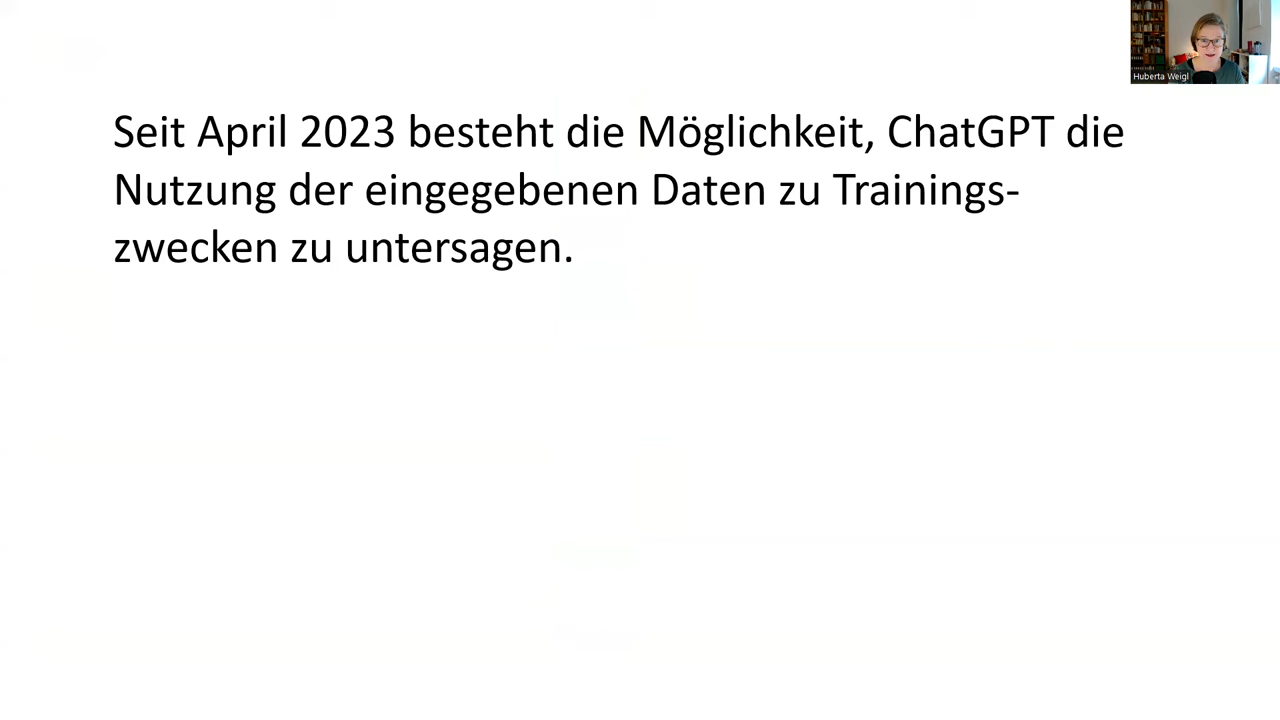 Huberta Weigl
Seit April 2023 besteht die Möglichkeit, ChatGPT die
Nutzung der eingegebenen Daten zu Trainings-
zwecken zu untersagen.